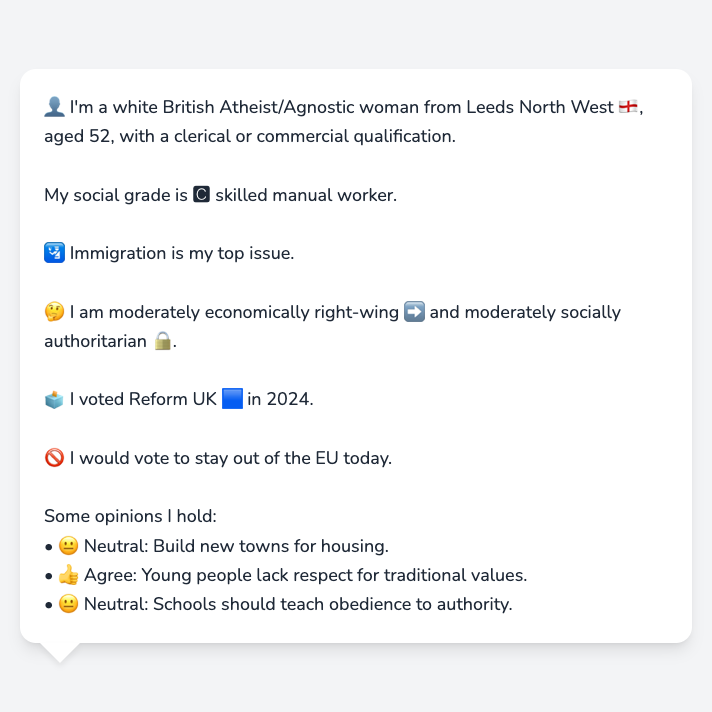 👤 I'm a white British Atheist/Agnostic woman from Leeds North West 🏴󠁧󠁢󠁥󠁮󠁧󠁿,
aged 52, with a clerical or commercial qualification.
My social grade is 🅲 skilled manual worker.
🛂 Immigration is my top issue.
🤔 I am moderately economically right-wing ➡️ and moderately socially
authoritarian 🔒.
🗳️ I voted Reform UK 🟦 in 2024.
🚫 I would vote to stay out of the EU today.
Some opinions I hold:
• 😐 Neutral: Build new towns for housing.
• 👍 Agree: Young people lack respect for traditional values.
• 😐 Neutral: Schools should teach obedience to authority.